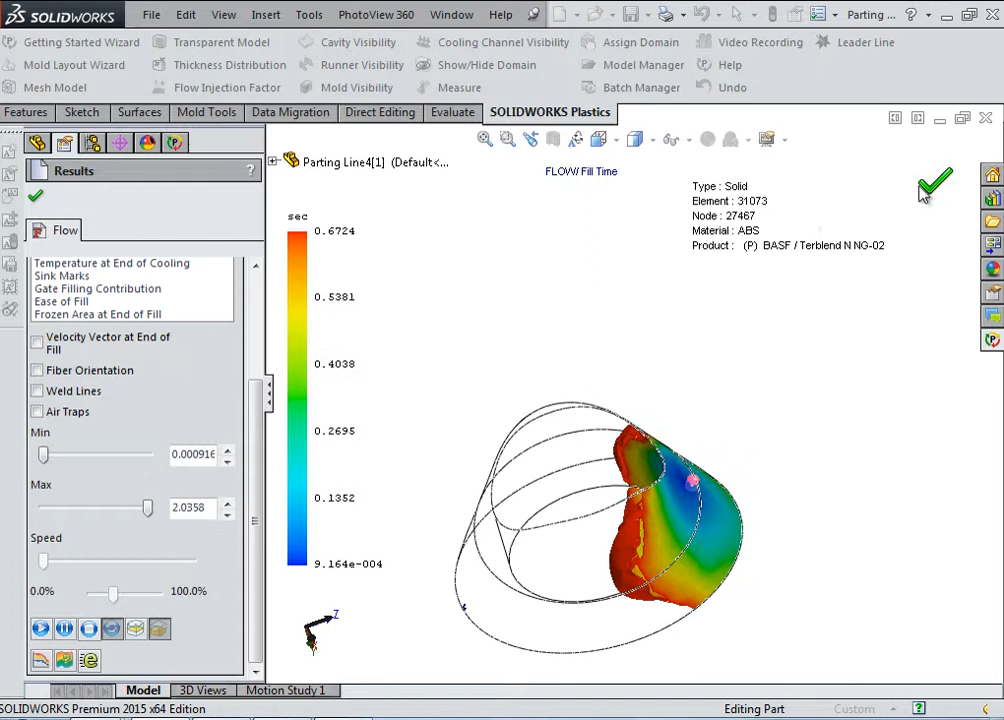 SOLIDWORKS File Edit View Insert Tools PhotoView 360 Window Help Parting ...
Getting Started Wizard Transparent Model Cavity Visibility Cooling Channel Visibility Assign Domain Video Recording Leader Line
Mold Layout Wizard Thickness Distribution Runner Visibility Show/Hide Domain Model Manager Help
Mesh Model Flow Injection Factor Mold Visibility Measure Batch Manager Undo
Features Sketch Surfaces Mold Tools Data Migration Direct Editing Evaluate SOLIDWORKS Plastics
Results ?
Flow
Temperature at End of Cooling
Sink Marks
Gate Filling Contribution
Ease of Fill
Frozen Area at End of Fill
Velocity Vector at End of
Fill
Fiber Orientation
Weld Lines
Air Traps
Min
0.000916
Max
2.0358
Speed
0.0% 100.0%
Parting Line4[1] (Default<...
FLOW/ Fill Time
Type : Solid
Element : 31073
Node : 27467
Material : ABS
Product : (P) BASF / Terblend N NG-02
sec
0.6724
0.5381
0.4038
0.2695
0.1352
9.164e-004
Z
Model 3D Views Motion Study 1
SOLIDWORKS Premium 2015 x64 Edition Editing Part Custom ?